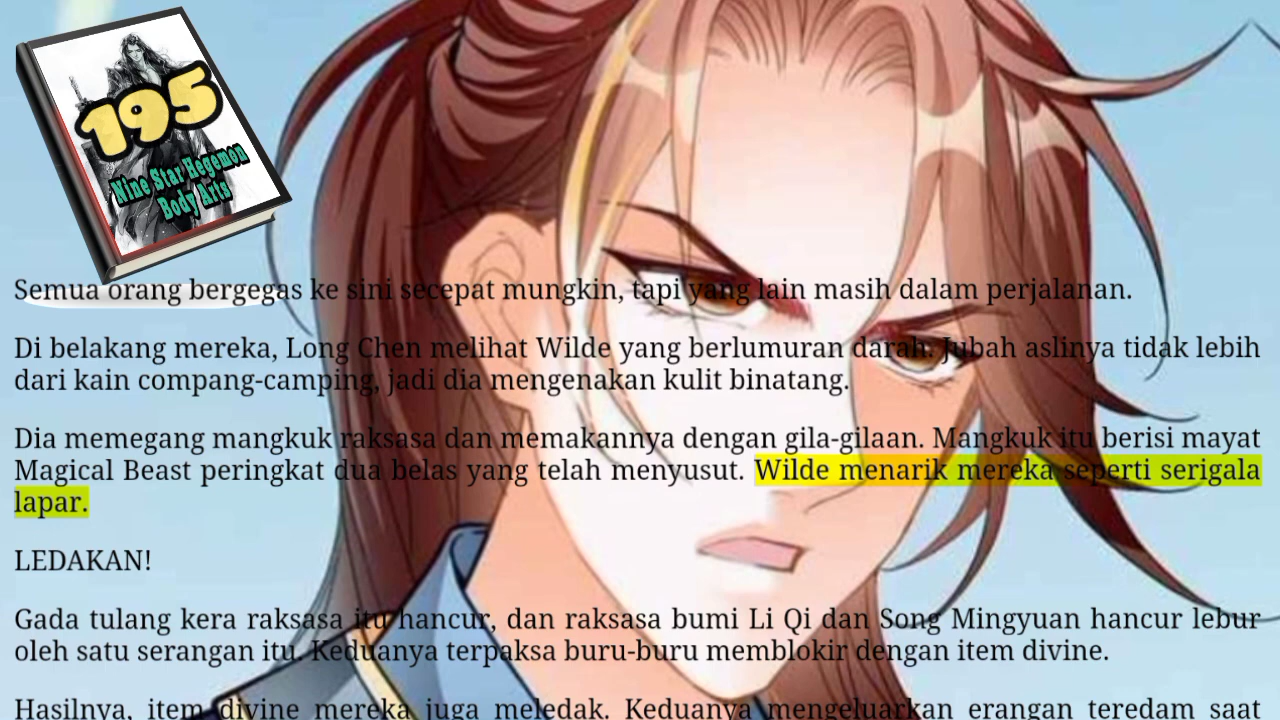 195
Nine Star Hegemon
Body Arts
Semua orang bergegas ke sini secepat mungkin, tapi yang lain masih dalam perjalanan.
Di belakang mereka, Long Chen melihat Wilde yang berlumuran darah. Jubah aslinya tidak lebih
dari kain compang-camping, jadi dia mengenakan kulit binatang.
Dia memegang mangkuk raksasa dan memakannya dengan gila-gilaan. Mangkuk itu berisi mayat
Magical Beast peringkat dua belas yang telah menyusut. Wilde menarik mereka seperti serigala
lapar.
LEDAKAN!
Gada tulang kera raksasa itu hancur, dan raksasa bumi Li Qi dan Song Mingyuan hancur lebur
oleh satu serangan itu. Keduanya terpaksa buru-buru memblokir dengan item divine.
Hasilnya, item divine mereka juga meledak. Keduanya mengeluarkan erangan teredam saat